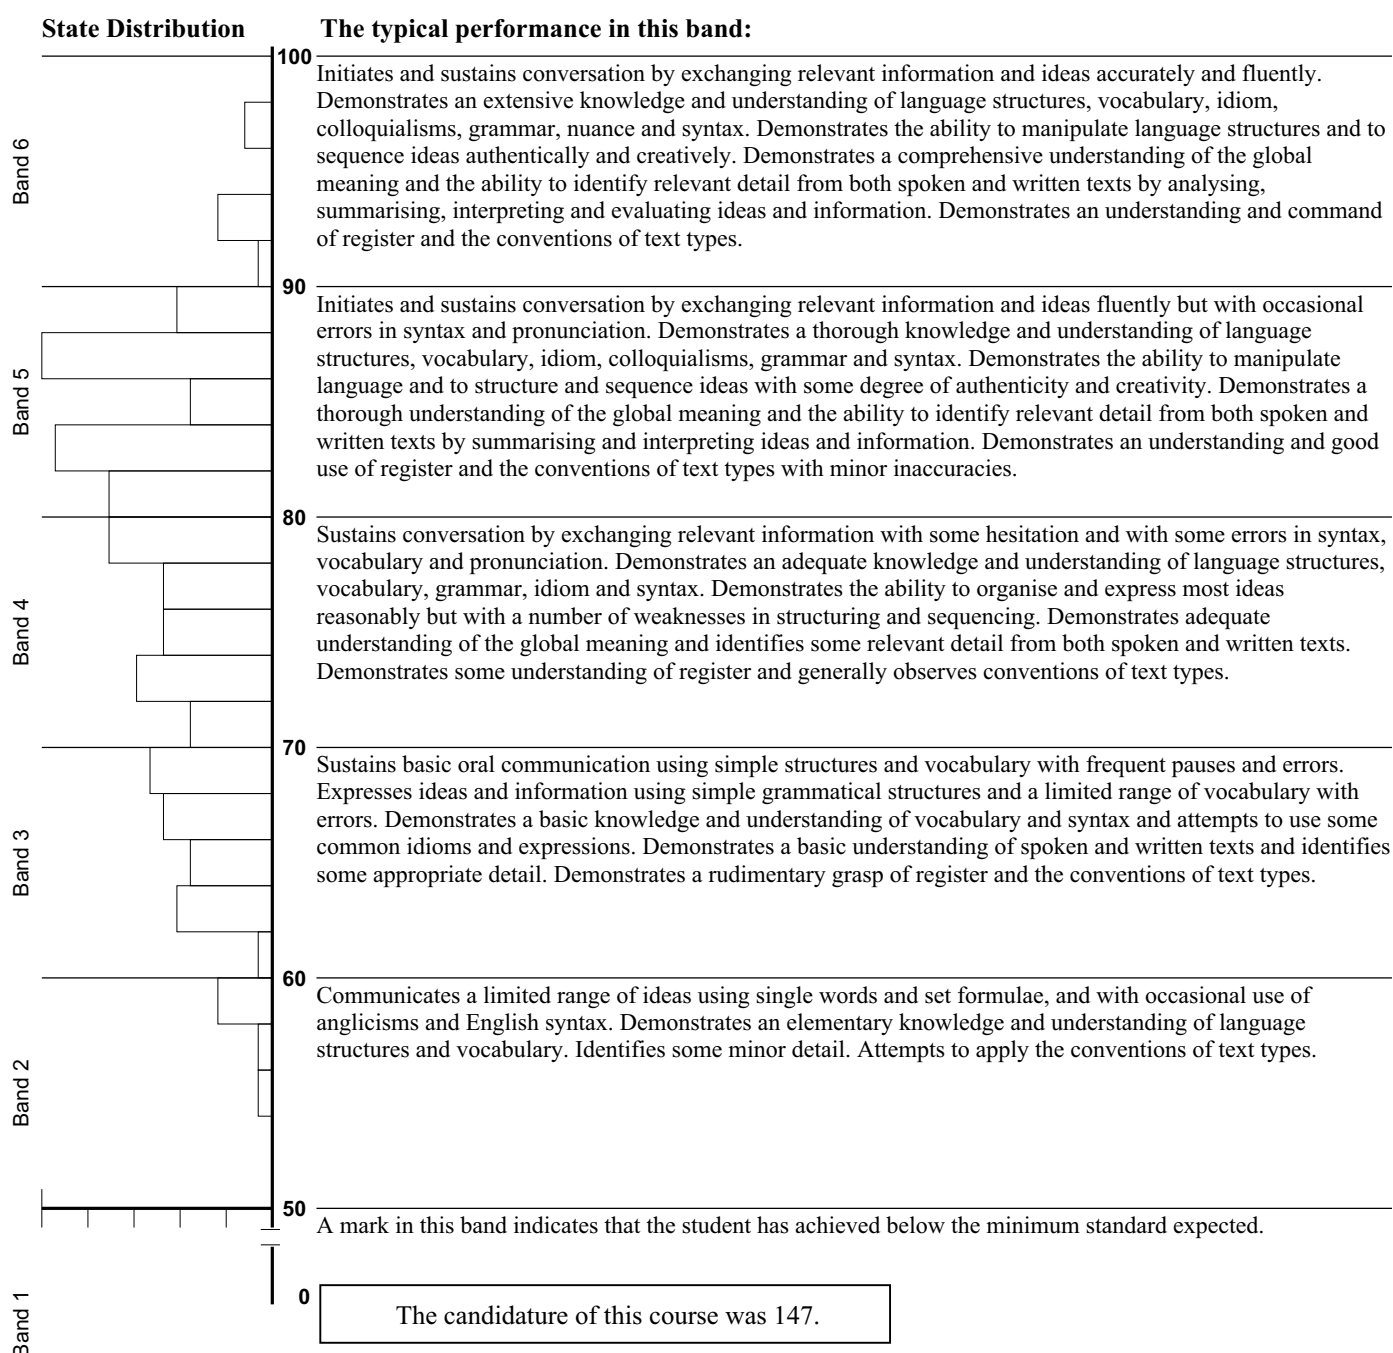 State Distribution
The typical performance in this band:
100
Band 6
Initiates and sustains conversation by exchanging relevant information and ideas accurately and fluently.
Demonstrates an extensive knowledge and understanding of language structures, vocabulary, idiom,
colloquialisms, grammar, nuance and syntax. Demonstrates the ability to manipulate language structures and to
sequence ideas authentically and creatively. Demonstrates a comprehensive understanding of the global
meaning and the ability to identify relevant detail from both spoken and written texts by analysing,
summarising, interpreting and evaluating ideas and information. Demonstrates an understanding and command
of register and the conventions of text types.
90
Band 5
Initiates and sustains conversation by exchanging relevant information and ideas fluently but with occasional
errors in syntax and pronunciation. Demonstrates a thorough knowledge and understanding of language
structures, vocabulary, idiom, colloquialisms, grammar and syntax. Demonstrates the ability to manipulate
language and to structure and sequence ideas with some degree of authenticity and creativity. Demonstrates a
thorough understanding of the global meaning and the ability to identify relevant detail from both spoken and
written texts by summarising and interpreting ideas and information. Demonstrates an understanding and good
use of register and the conventions of text types with minor inaccuracies.
80
Band 4
Sustains conversation by exchanging relevant information with some hesitation and with some errors in syntax,
vocabulary and pronunciation. Demonstrates an adequate knowledge and understanding of language structures,
vocabulary, grammar, idiom and syntax. Demonstrates the ability to organise and express most ideas
reasonably but with a number of weaknesses in structuring and sequencing. Demonstrates adequate
understanding of the global meaning and identifies some relevant detail from both spoken and written texts.
Demonstrates some understanding of register and generally observes conventions of text types.
70
Band 3
Sustains basic oral communication using simple structures and vocabulary with frequent pauses and errors.
Expresses ideas and information using simple grammatical structures and a limited range of vocabulary with
errors. Demonstrates a basic knowledge and understanding of vocabulary and syntax and attempts to use some
common idioms and expressions. Demonstrates a basic understanding of spoken and written texts and identifies
some appropriate detail. Demonstrates a rudimentary grasp of register and the conventions of text types.
60
Band 2
Communicates a limited range of ideas using single words and set formulae, and with occasional use of
anglicisms and English syntax. Demonstrates an elementary knowledge and understanding of language
structures and vocabulary. Identifies some minor detail. Attempts to apply the conventions of text types.
50
A mark in this band indicates that the student has achieved below the minimum standard expected.
Band 1
0
The candidature of this course was 147.